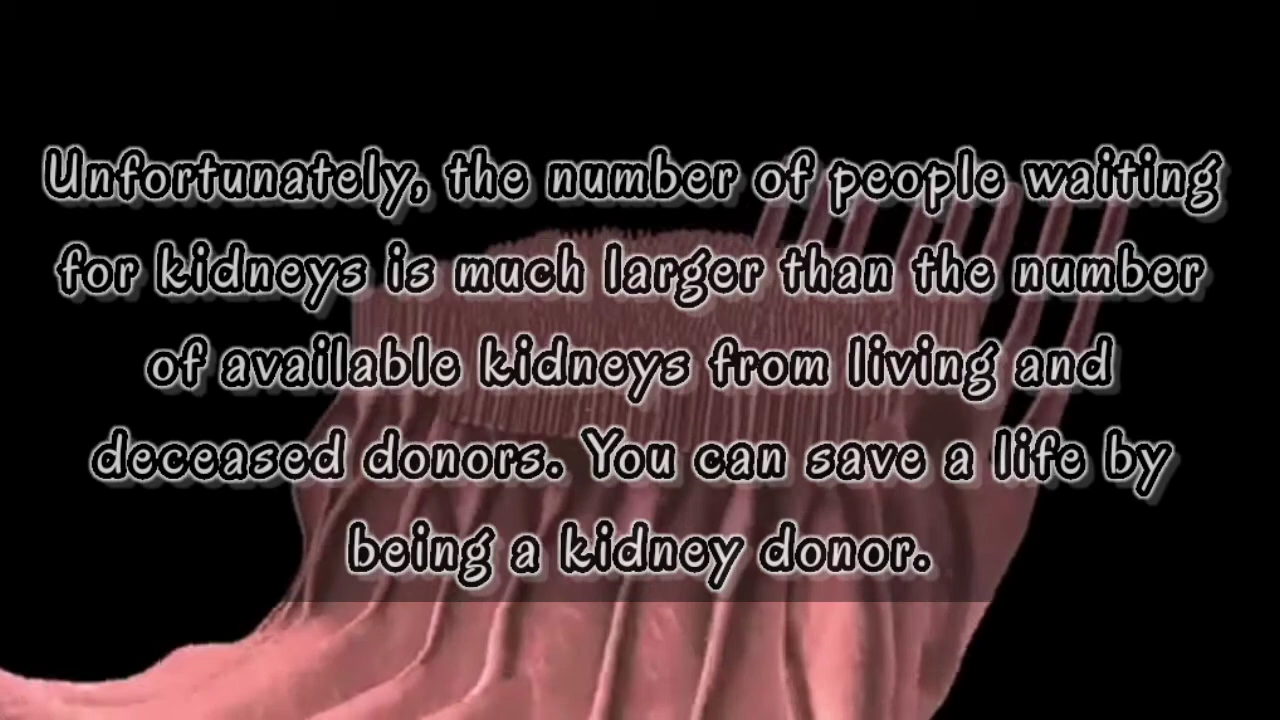 Unfortunately, the number of people waiting
for kidneys is much larger than the number
of available kidneys from living and
deceased donors. You can save a life by
being a kidney donor.